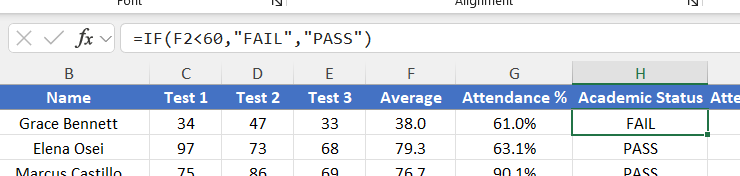 Font Alignment
fx =IF(F2<60,"FAIL","PASS")
B C D E F G H
Name Test 1 Test 2 Test 3 Average Attendance % Academic Status Atte
Grace Bennett 34 47 33 38.0 61.0% FAIL
Elena Osei 97 73 68 79.3 63.1% PASS
Marcus Castillo 75 86 69 76.7 90.1% PASS